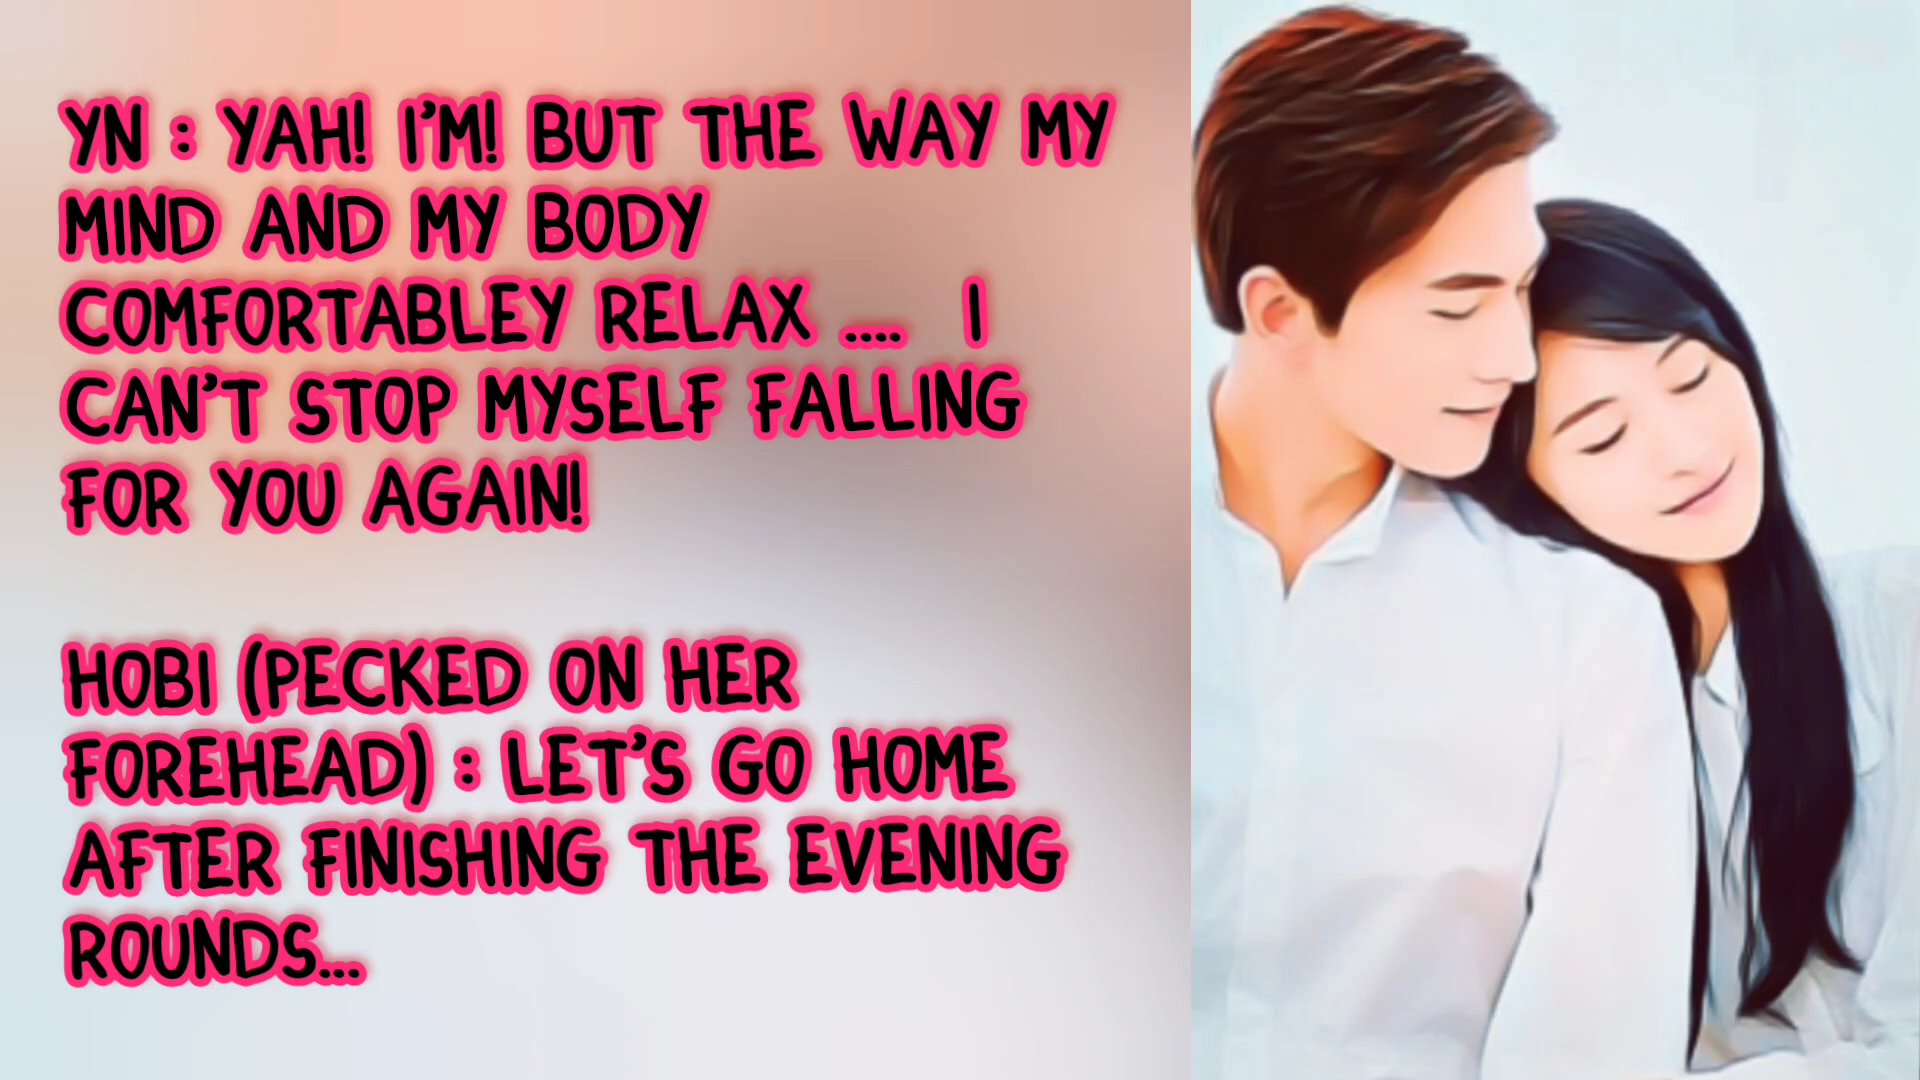 YN : YAH! I'M! BUT THE WAY MY
MIND AND MY BODY
COMFORTABLEY RELAX ....  I
CAN'T STOP MYSELF FALLING
FOR YOU AGAIN!
HOBI (PECKED ON HER
FOREHEAD) : LET'S GO HOME
AFTER FINISHING THE EVENING
ROUNDS...